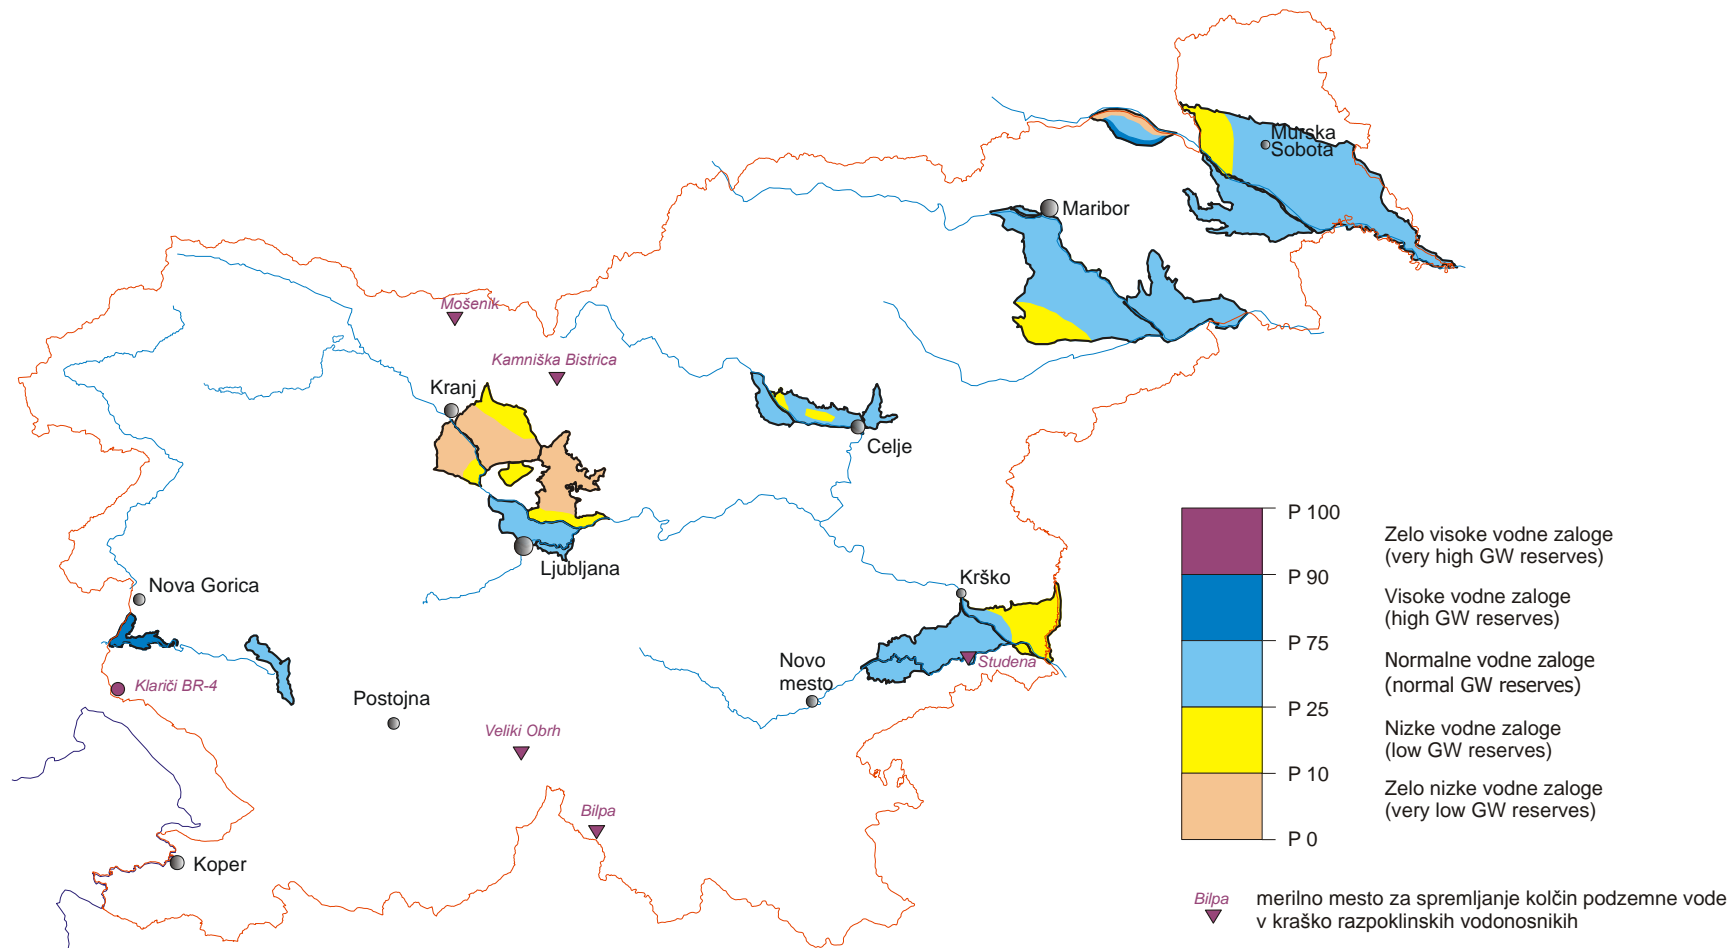 Murska
Sobota
Maribor
Mošenik
Kamniška Bistrica
Kranj
Celje
Ljubljana
Nova Gorica
Krško
Novo
mesto
Studena
Klariči BR-4
Postojna
Veliki Obrh
Bilpa
Koper
P 100
Zelo visoke vodne zaloge
(very high GW reserves)
P 90
Visoke vodne zaloge
(high GW reserves)
P 75
Normalne vodne zaloge
(normal GW reserves)
P 25
Nizke vodne zaloge
(low GW reserves)
P 10
Zelo nizke vodne zaloge
(very low GW reserves)
P 0
Bilpa
merilno mesto za spremljanje kolčin podzemne vode
v kraško razpoklinskih vodonosnikih